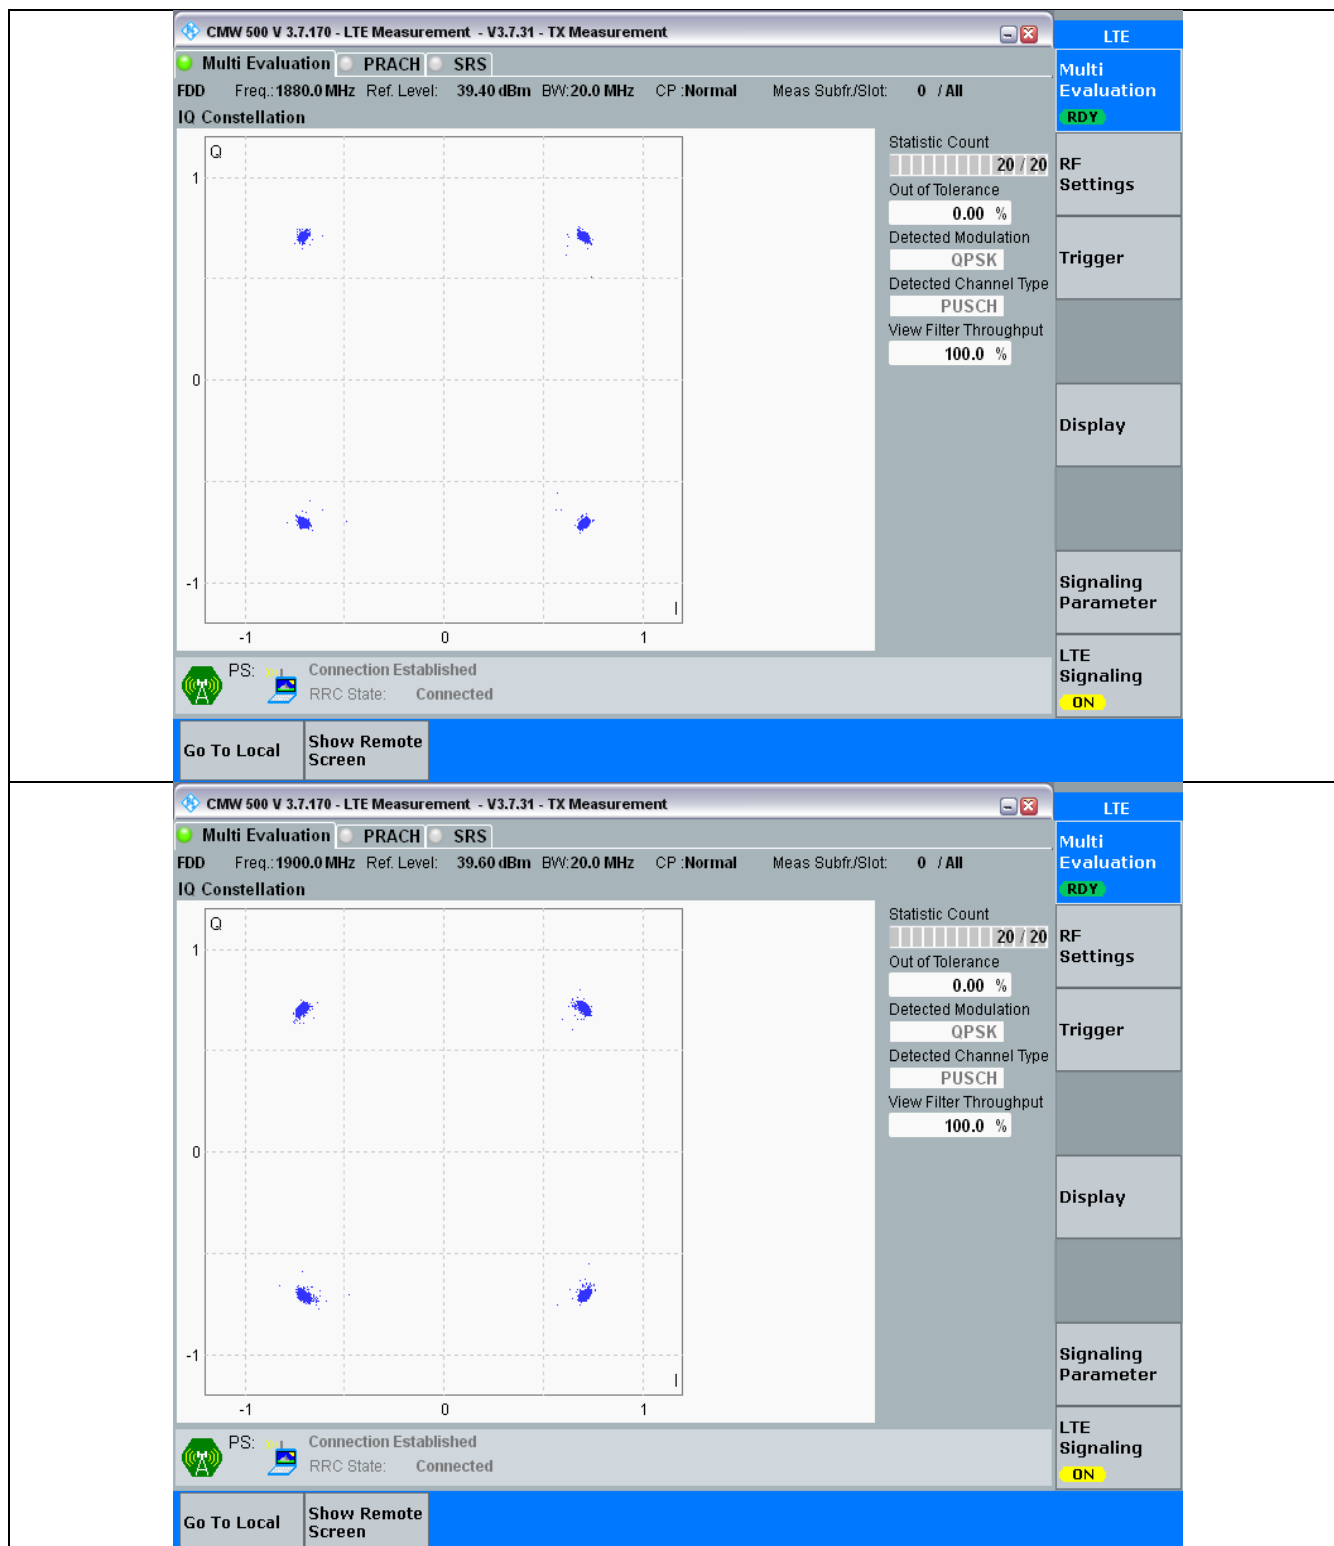 CMW 500 V 3.7.170 - LTE Measurement - V3.7.31 - TX Measurement
LTE
Multi Evaluation PRACH SRS
FDD Freq.: 1880.0 MHz Ref. Level: 39.40 dBm BW: 20.0 MHz CP : Normal Meas Subfr./Slot: 0 / All
IQ Constellation
Q
1
0
-1
I
-1 0 1
Statistic Count
20 / 20
Out of Tolerance
0.00 %
Detected Modulation
QPSK
Detected Channel Type
PUSCH
View Filter Throughput
100.0 %
Multi
Evaluation
RDY
RF
Settings
Trigger
Display
Signaling
Parameter
LTE
Signaling
ON
PS: Connection Established
RRC State: Connected
Go To Local
Show Remote
Screen
CMW 500 V 3.7.170 - LTE Measurement - V3.7.31 - TX Measurement
LTE
Multi Evaluation PRACH SRS
FDD Freq.: 1900.0 MHz Ref. Level: 39.60 dBm BW: 20.0 MHz CP : Normal Meas Subfr./Slot: 0 / All
IQ Constellation
Q
1
0
-1
I
-1 0 1
Statistic Count
20 / 20
Out of Tolerance
0.00 %
Detected Modulation
QPSK
Detected Channel Type
PUSCH
View Filter Throughput
100.0 %
Multi
Evaluation
RDY
RF
Settings
Trigger
Display
Signaling
Parameter
LTE
Signaling
ON
PS: Connection Established
RRC State: Connected
Go To Local
Show Remote
Screen